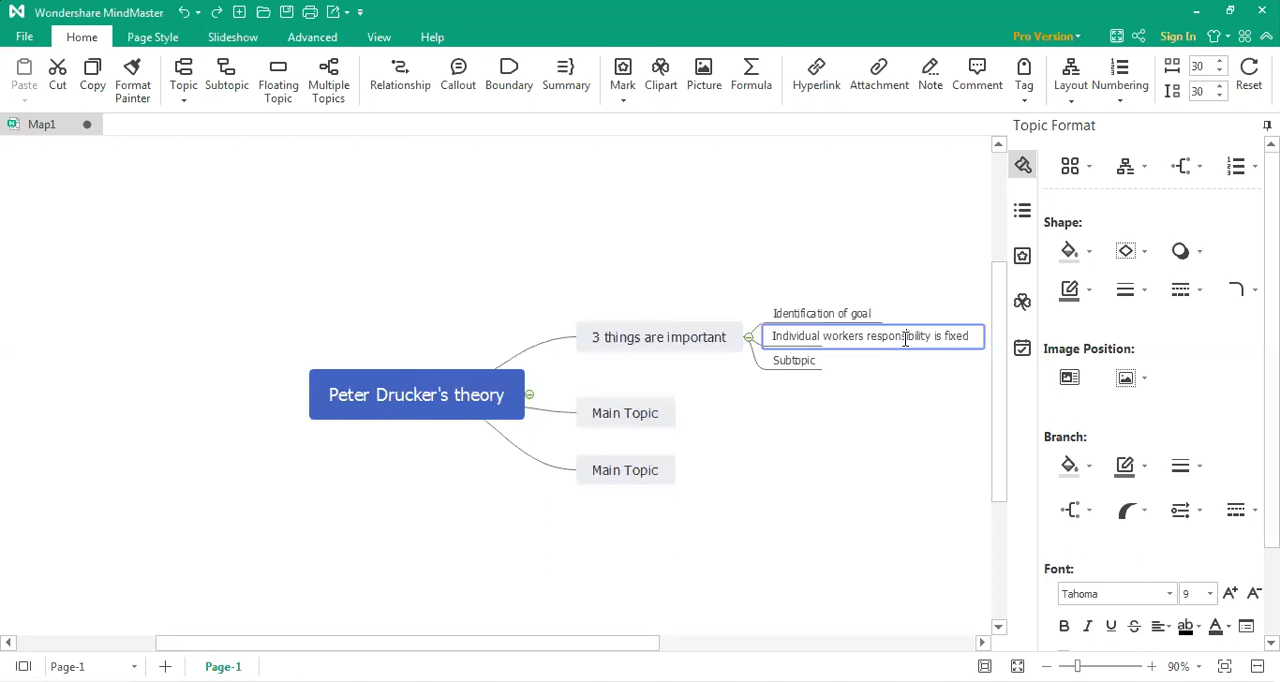 Wondershare MindMaster
File Home Page Style Slideshow Advanced View Help Pro Version Sign In
Paste Cut Copy Format Painter Topic Subtopic Floating Topic Multiple Topics Relationship Callout Boundary Summary Mark Clipart Picture Formula Hyperlink Attachment Note Comment Tag Layout Numbering 30 30 Reset
Map1
Topic Format
Shape:
Identification of goal
3 things are important
Individual workers responsibility is fixed
Subtopic
Image Position:
Peter Drucker's theory
Main Topic
Main Topic
Branch:
Font:
Tahoma 9 A+ A-
B I U S ab A
Page-1 Page-1 90%